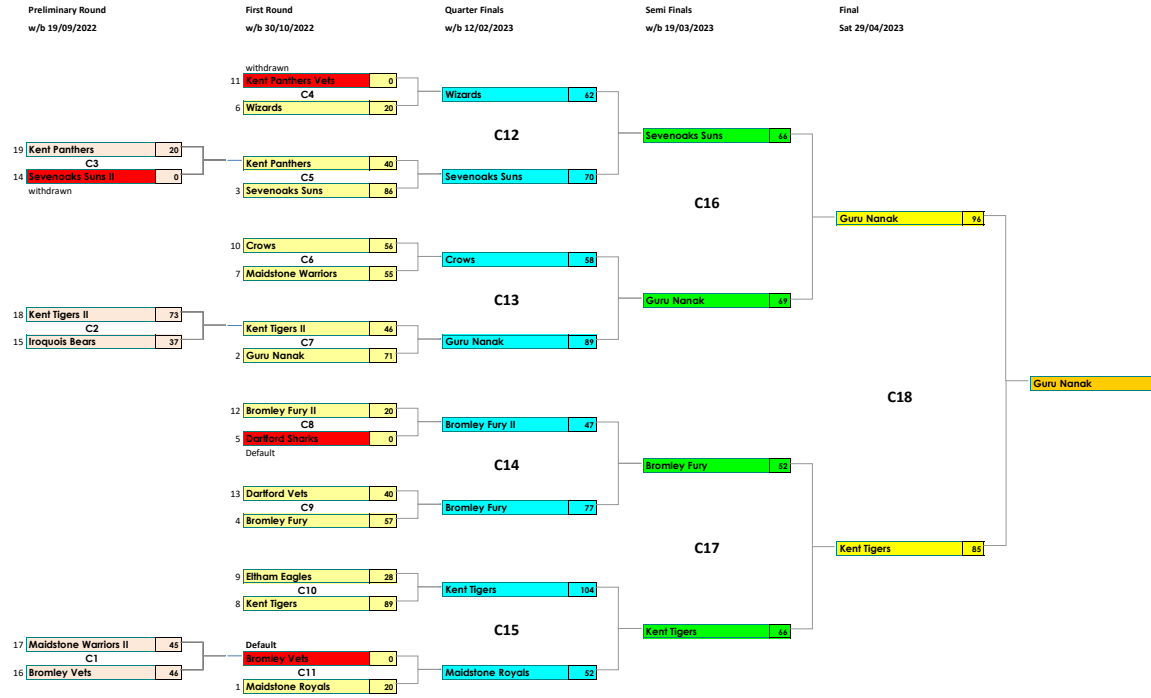 Preliminary Round
w/b 19/09/2022
First Round
w/b 30/10/2022
Quarter Finals
w/b 12/02/2023
Semi Finals
w/b 19/03/2023
Final
Sat 29/04/2023
19 Kent Panthers 20
C3
14 Sevenoaks Suns II 0
withdrawn
18 Kent Tigers II 73
C2
15 Iroquois Bears 37
17 Maidstone Warriors II 45
C1
16 Bromley Vets 46
withdrawn
11 Kent Panthers Vets 0
C4
6 Wizards 20
Kent Panthers 40
C5
3 Sevenoaks Suns 86
10 Crows 56
C6
7 Maidstone Warriors 55
Kent Tigers II 46
C7
2 Guru Nanak 71
12 Bromley Fury II 20
C8
5 Dartford Sharks 0
Default
13 Dartford Vets 40
C9
4 Bromley Fury 57
9 Eltham Eagles 28
C10
8 Kent Tigers 89
Default
Bromley Vets 0
C11
1 Maidstone Royals 20
Wizards 62
C12
Sevenoaks Suns 70
Crows 58
C13
Guru Nanak 89
Bromley Fury II 47
C14
Bromley Fury 77
Kent Tigers 104
C15
Maidstone Royals 52
Sevenoaks Suns 66
C16
Guru Nanak 69
Bromley Fury 52
C17
Kent Tigers 66
Guru Nanak 96
C18
Kent Tigers 85
Guru Nanak